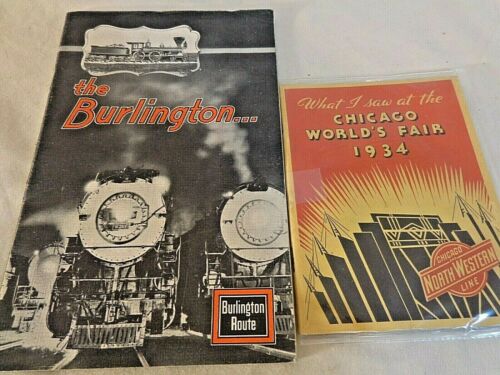 the
Burlington...
Burlington
Route
What I saw at the
CHICAGO
WORLD'S FAIR
1934
CHICAGO
NORTH WESTERN
LINE